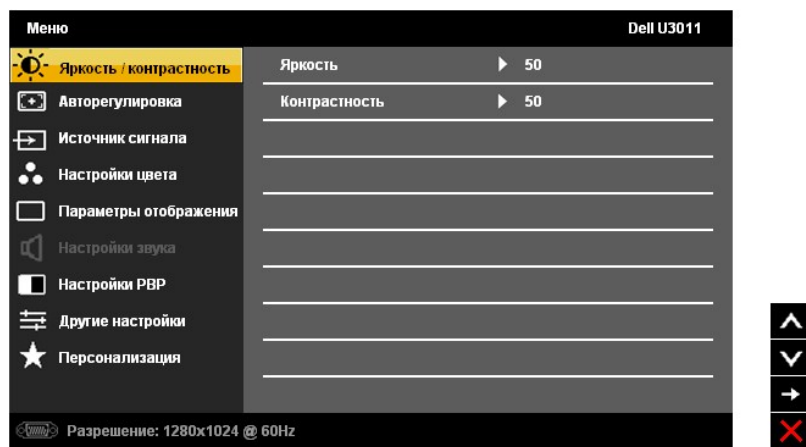 Меню Dell U3011
Яркость / контрастность
Яркость 50
Авторегулировка
Контрастность 50
Источник сигнала
Настройки цвета
Параметры отображения
Настройки звука
Настройки PBP
Другие настройки
Персонализация
Разрешение: 1280x1024 @ 60Hz